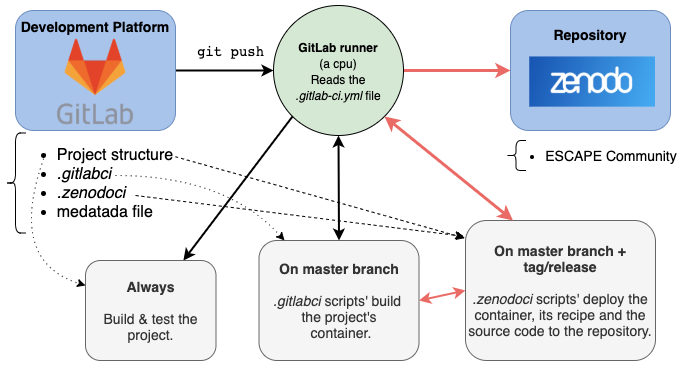 Development Platform
GitLab
git push
GitLab runner
(a cpu)
Reads the
.gitlab-ci.yml file
Repository
zenodo
• Project structure
• .gitlabci
• .zenodoci
• medatada file
• ESCAPE Community
Always
Build & test the
project.
On master branch
.gitlabci scripts' build
the project's
container.
On master branch +
tag/release
.zenodoci scripts' deploy the
container, its recipe and the
source code to the repository.